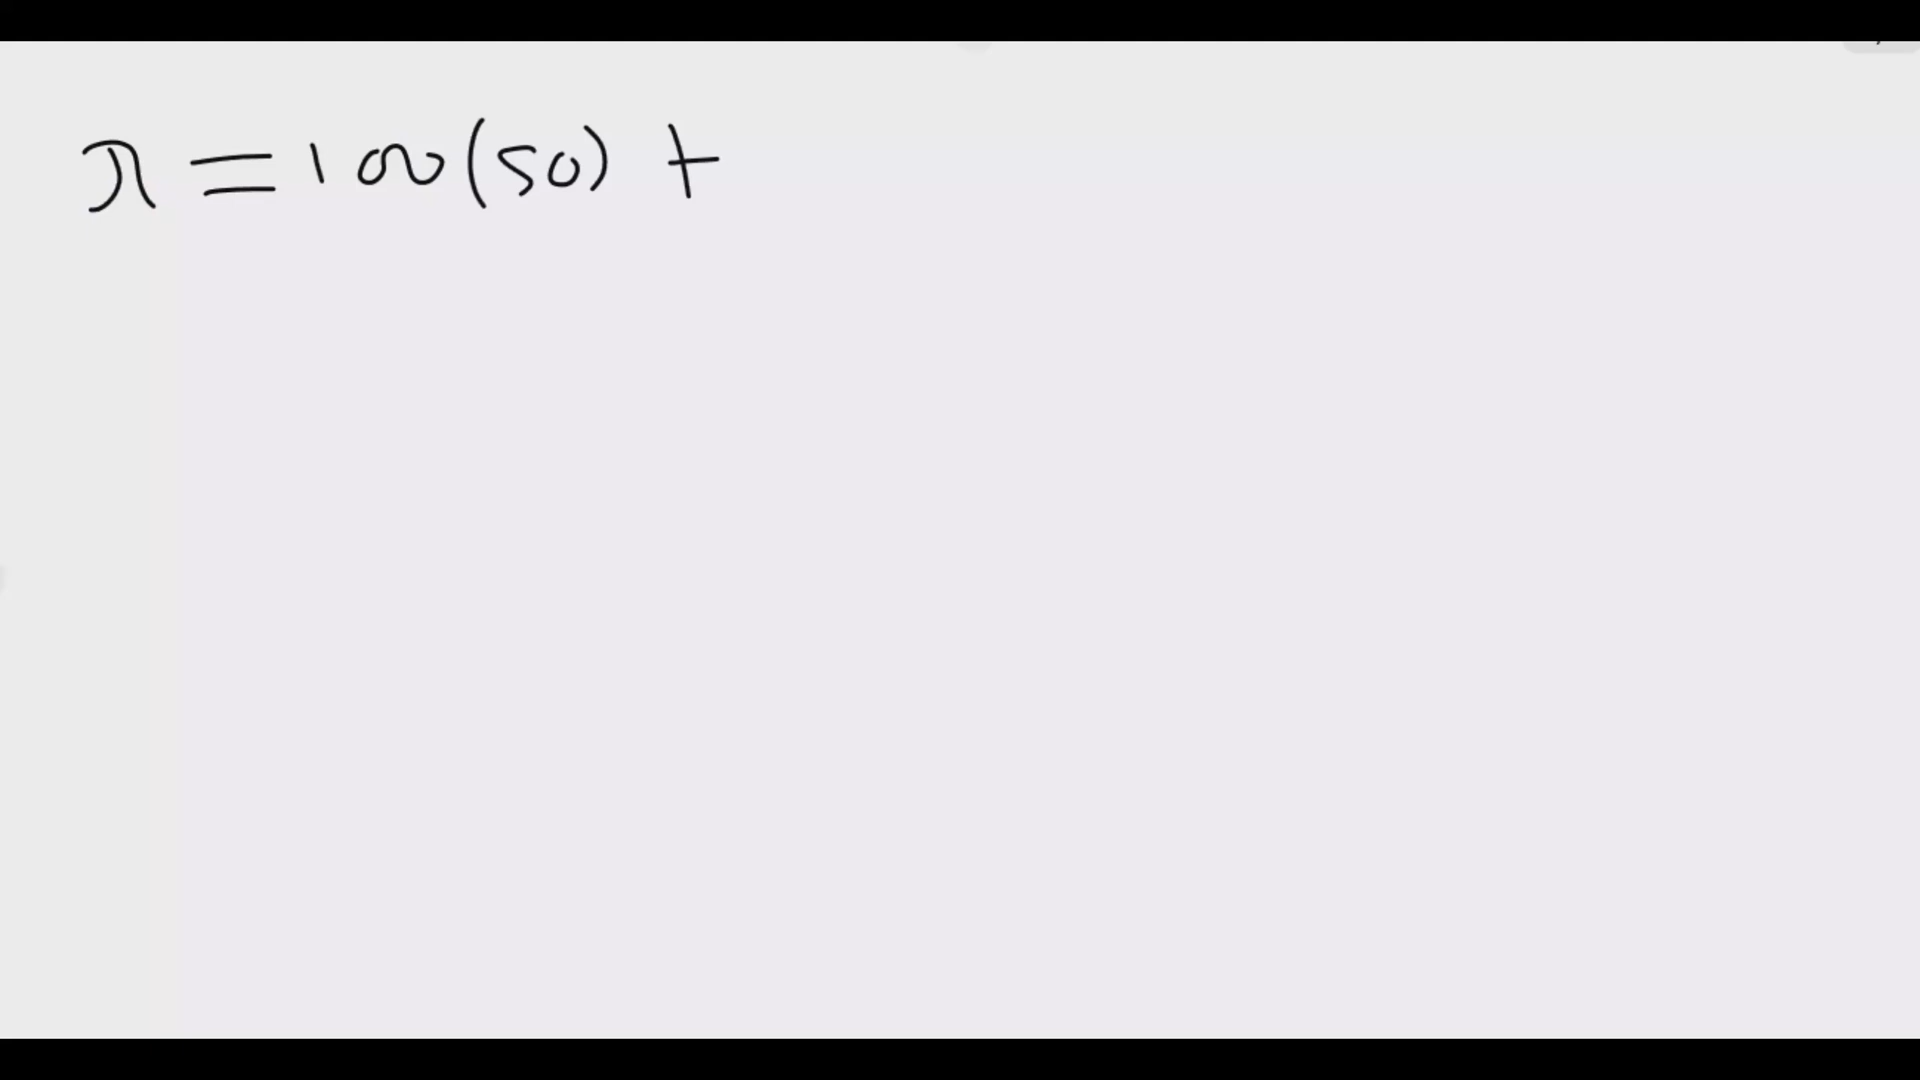 x = 100(50) +